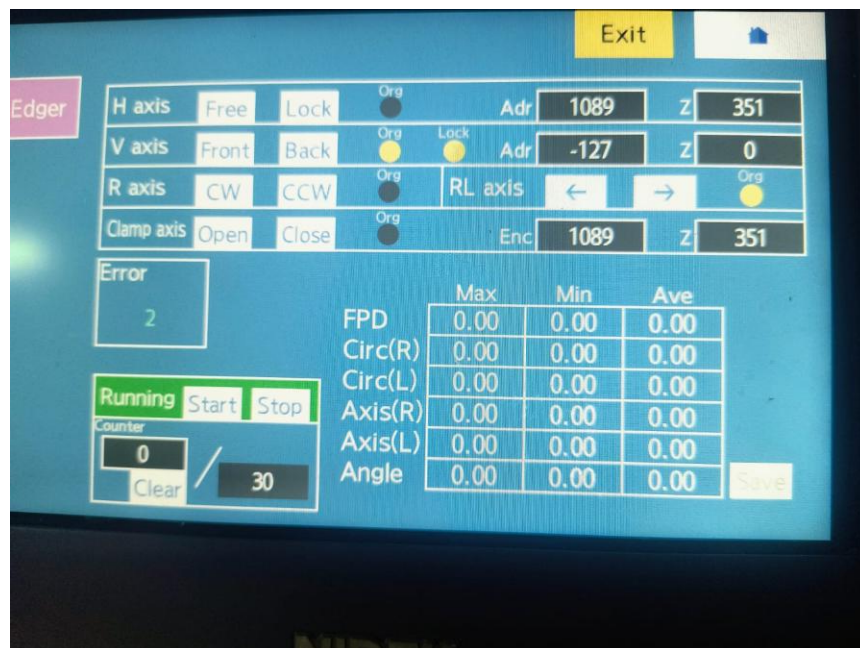 Exit
Edger
H axis Free Lock Org Adr 1089 Z 351
V axis Front Back Org Lock Adr -127 Z 0
R axis CW CCW Org RL axis ← → Org
Clamp axis Open Close Org Enc 1089 Z 351
Error
2
Max Min Ave
FPD 0.00 0.00 0.00
Circ(R) 0.00 0.00 0.00
Circ(L) 0.00 0.00 0.00
Axis(R) 0.00 0.00 0.00
Axis(L) 0.00 0.00 0.00
Angle 0.00 0.00 0.00
Running Start Stop
Counter
0 / 30
Clear
Save